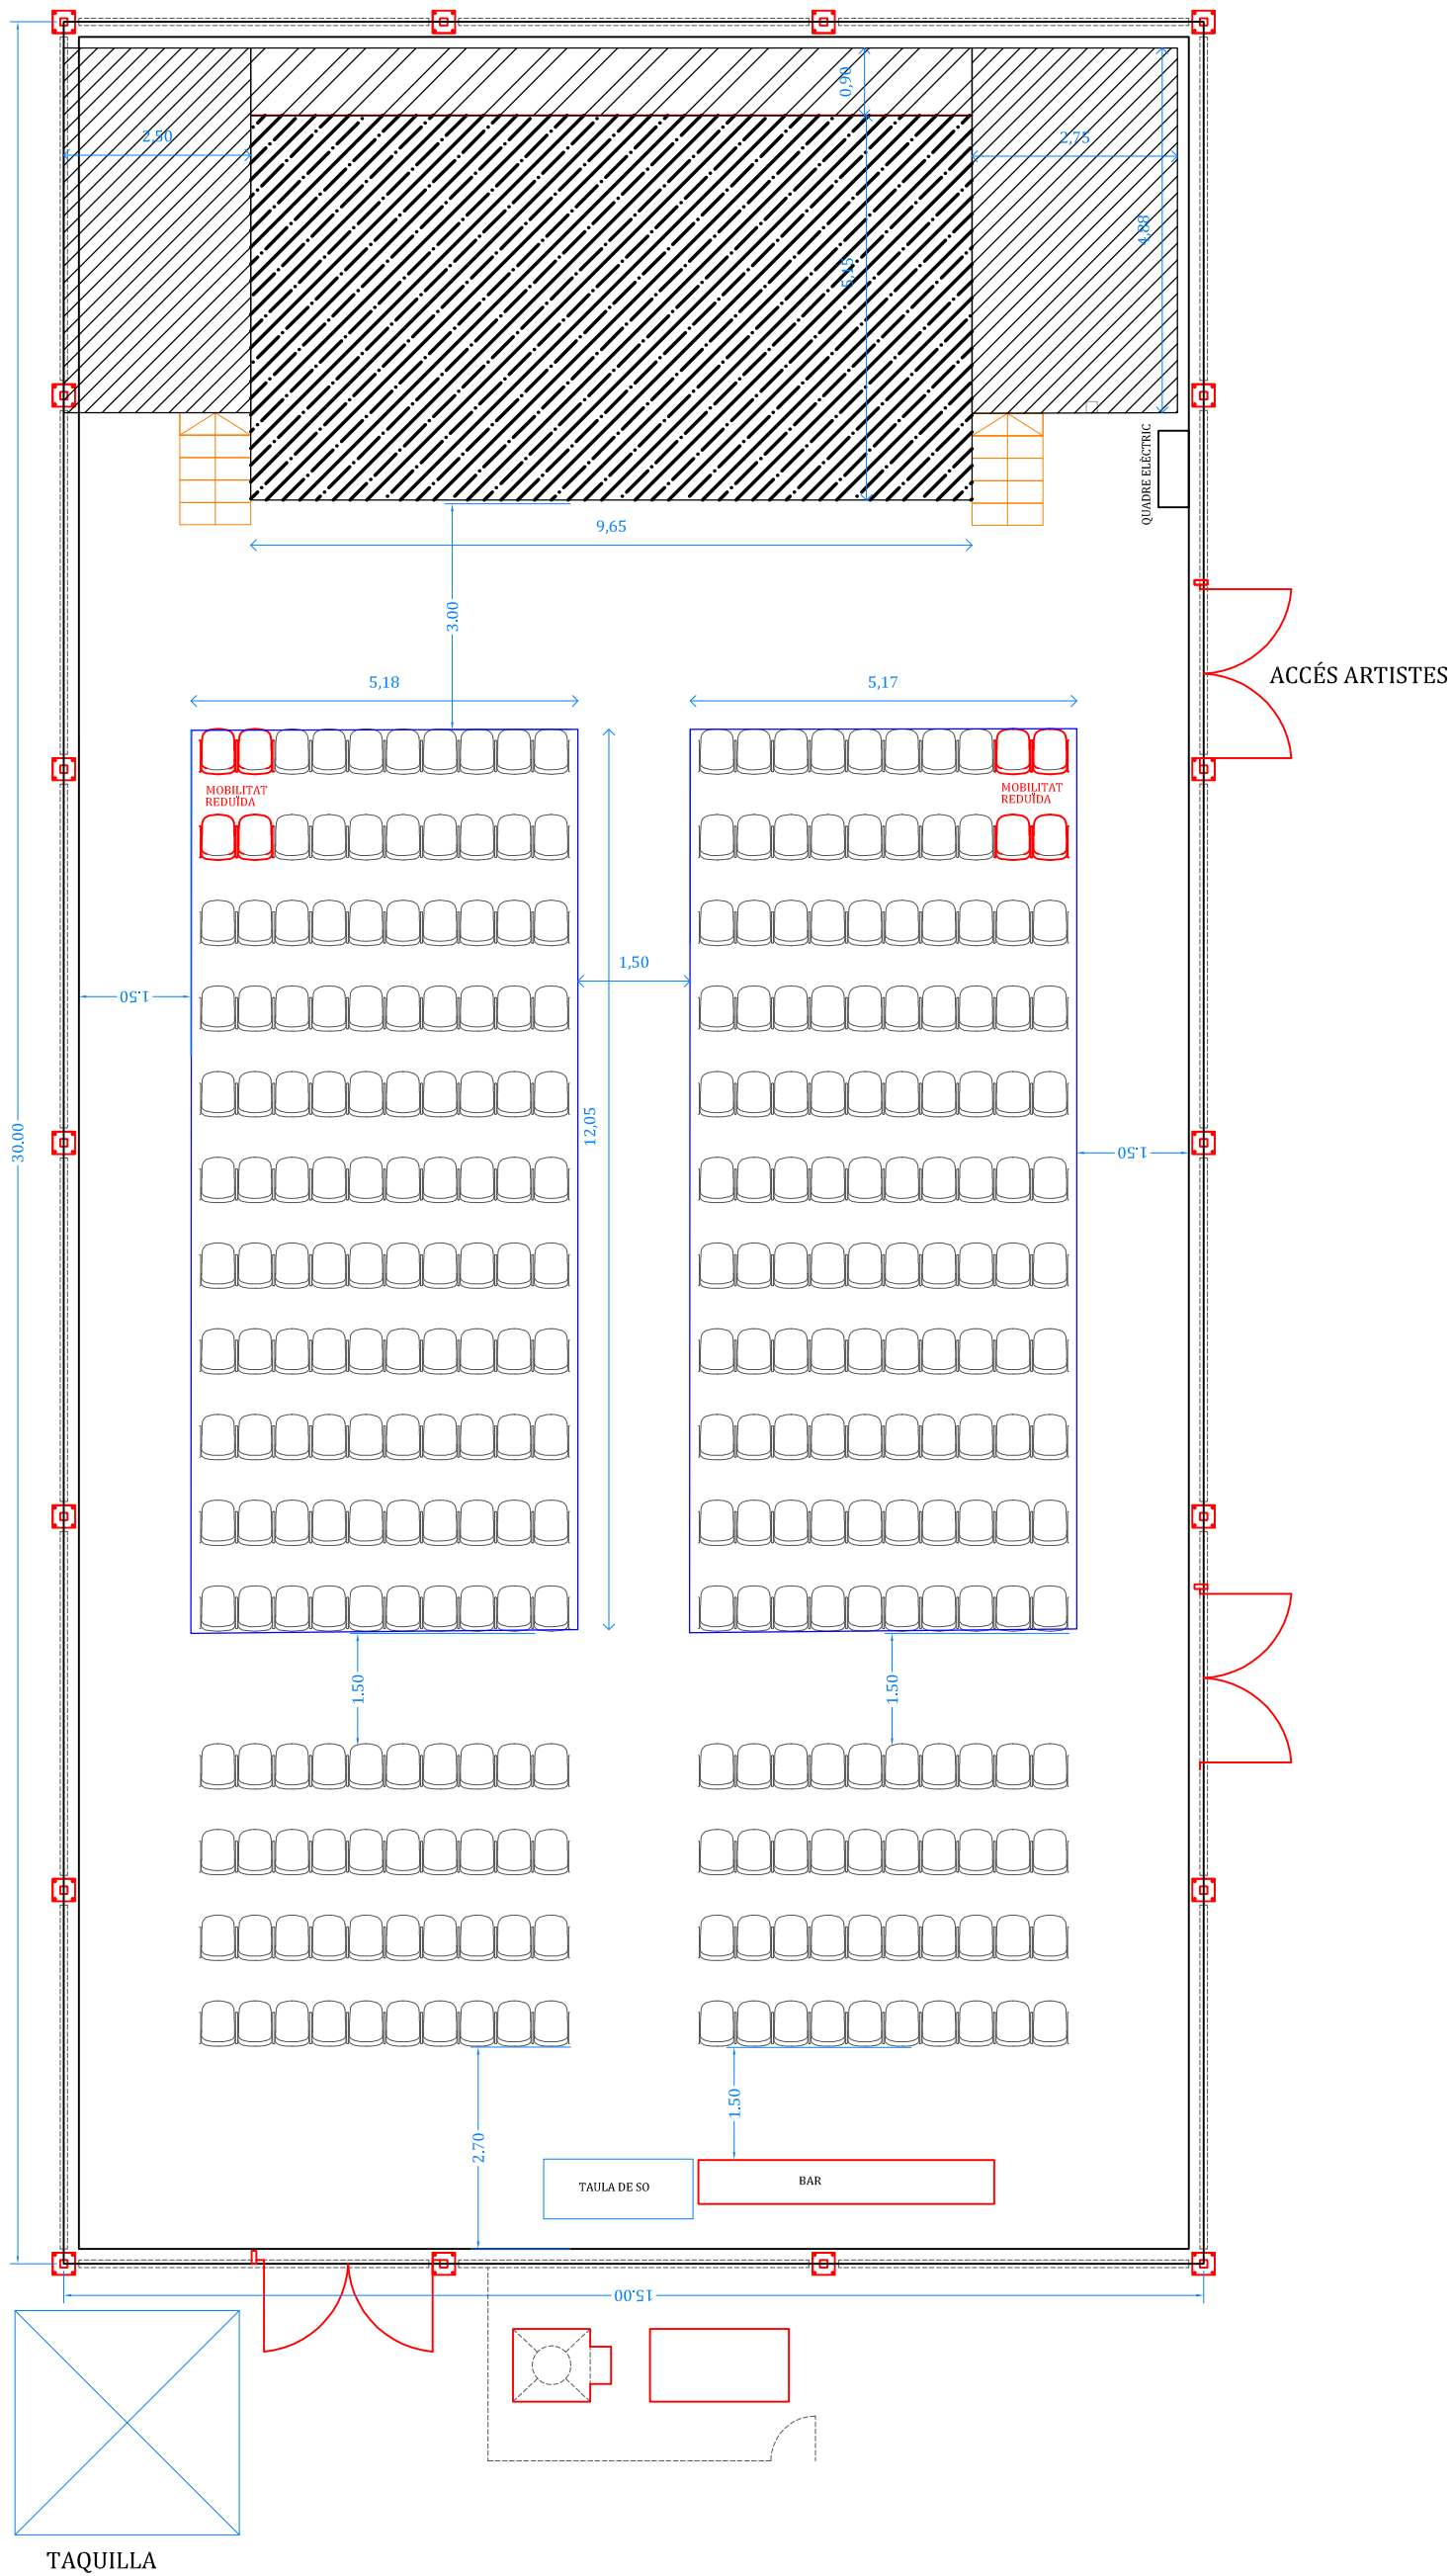 0,90
2,50
2,75
4,88
5,15
QUADRE ELÈCTRIC
9,65
3.00
ACCÉS ARTISTES
5,18
5,17
MOBILITAT
REDUÏDA
MOBILITAT
REDUÏDA
1,50
1.50
12,05
30.00
1.50
1.50
1.50
1.50
2.70
TAULA DE SO
BAR
15.00
TAQUILLA